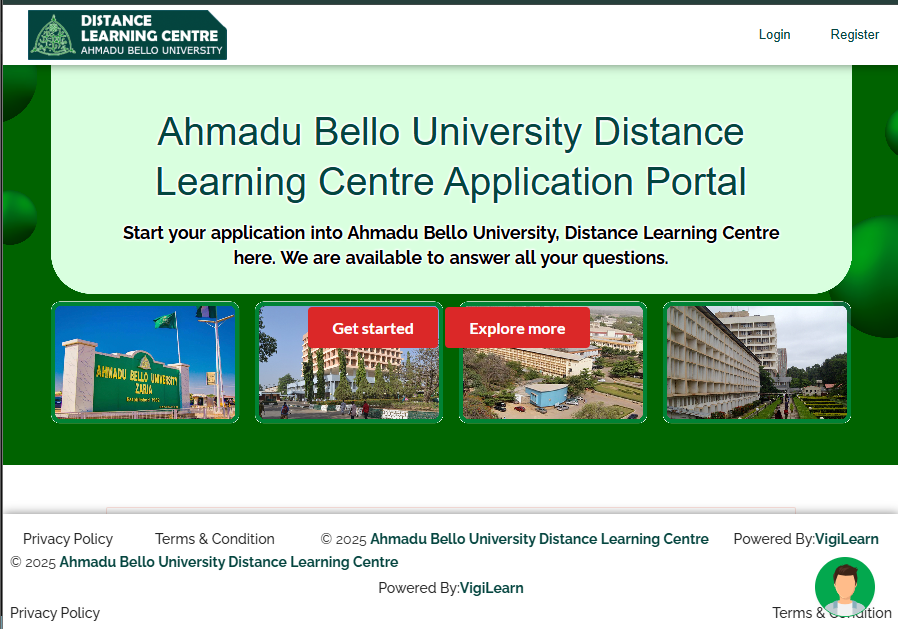 DISTANCE
LEARNING CENTRE
AHMADU BELLO UNIVERSITY
Login
Register
Ahmadu Bello University Distance
Learning Centre Application Portal
Start your application into Ahmadu Bello University, Distance Learning Centre
here. We are available to answer all your questions.
Get started
Explore more
AHMADU BELLO UNIVERSITY
ZARIA
Established 1962
Privacy Policy
Terms & Condition
© 2025 Ahmadu Bello University Distance Learning Centre
Powered By:VigiLearn
© 2025 Ahmadu Bello University Distance Learning Centre
Powered By:VigiLearn
Privacy Policy
Terms & Condition